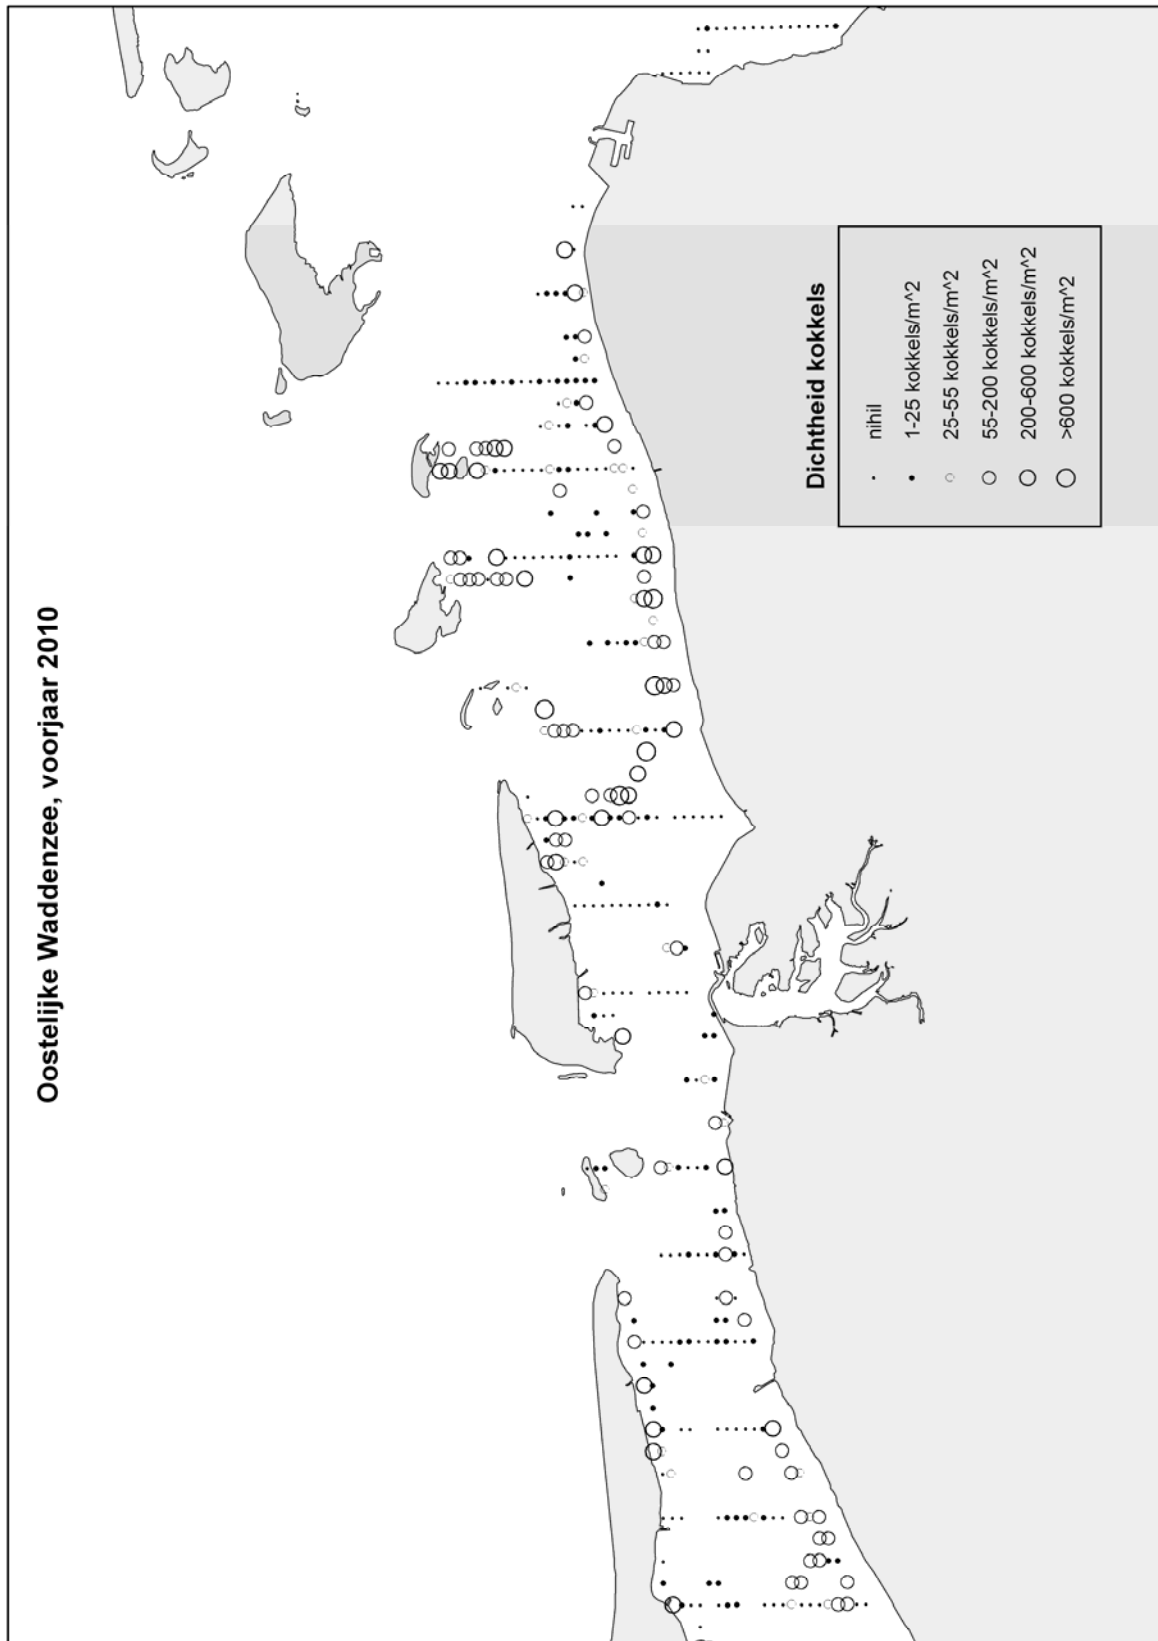 Oostelijke Waddenzee, voorjaar 2010
Dichtheid kokkels
nihil
1-25 kokkels/m^2
25-55 kokkels/m^2
55-200 kokkels/m^2
200-600 kokkels/m^2
>600 kokkels/m^2